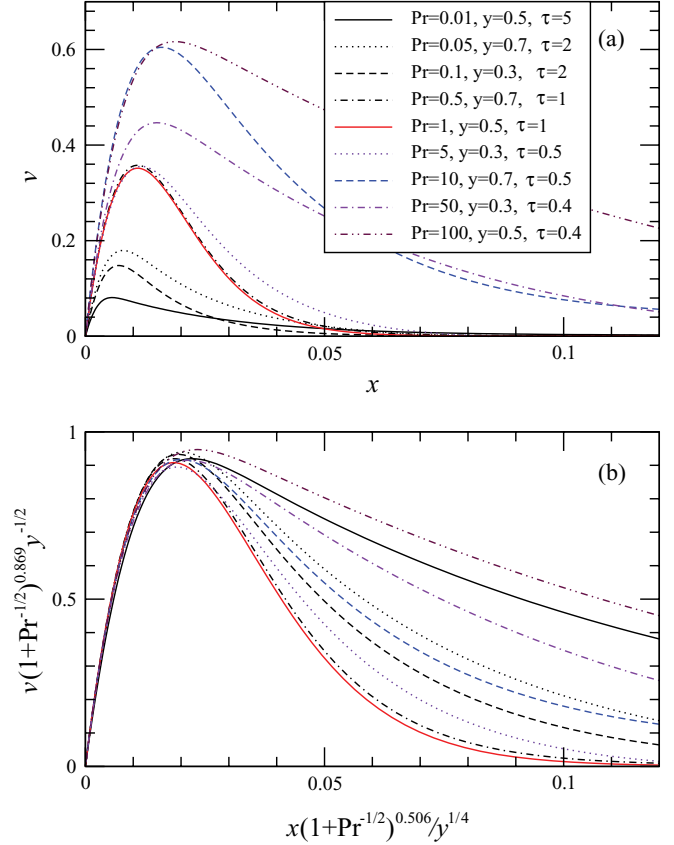 0.6
0.4
0.2
0
v
(a)
Pr=0.01, y=0.5, τ=5
Pr=0.05, y=0.7, τ=2
Pr=0.1, y=0.3, τ=2
Pr=0.5, y=0.7, τ=1
Pr=1, y=0.5, τ=1
Pr=5, y=0.3, τ=0.5
Pr=10, y=0.7, τ=0.5
Pr=50, y=0.3, τ=0.4
Pr=100, y=0.5, τ=0.4
0 0.05 0.1
x
1
0.5
0
v(1+Pr^{-1/2})^{0.869}y^{-1/2}
(b)
0 0.05 0.1
x(1+Pr^{-1/2})^{0.506}/y^{1/4}